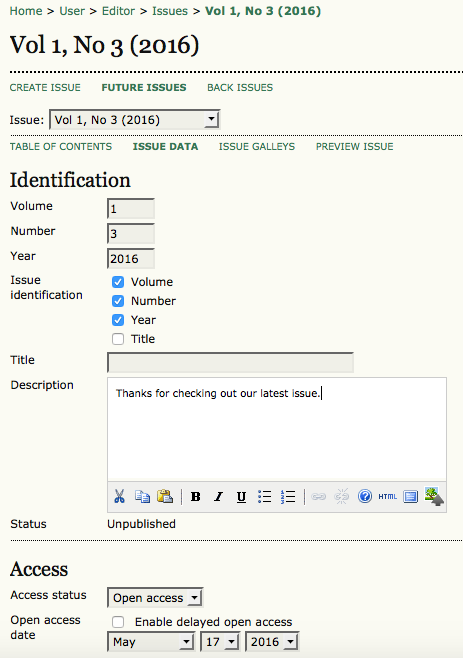 Home > User > Editor > Issues > Vol 1, No 3 (2016)
Vol 1, No 3 (2016)
CREATE ISSUE FUTURE ISSUES BACK ISSUES
Issue: Vol 1, No 3 (2016)
TABLE OF CONTENTS ISSUE DATA ISSUE GALLEYS PREVIEW ISSUE
Identification
Volume 1
Number 3
Year 2016
Issue identification
Volume
Number
Year
Title
Title
Description
Thanks for checking out our latest issue.
B I U HTML
Status Unpublished
Access
Access status Open access
Open access date
Enable delayed open access
May 17 2016